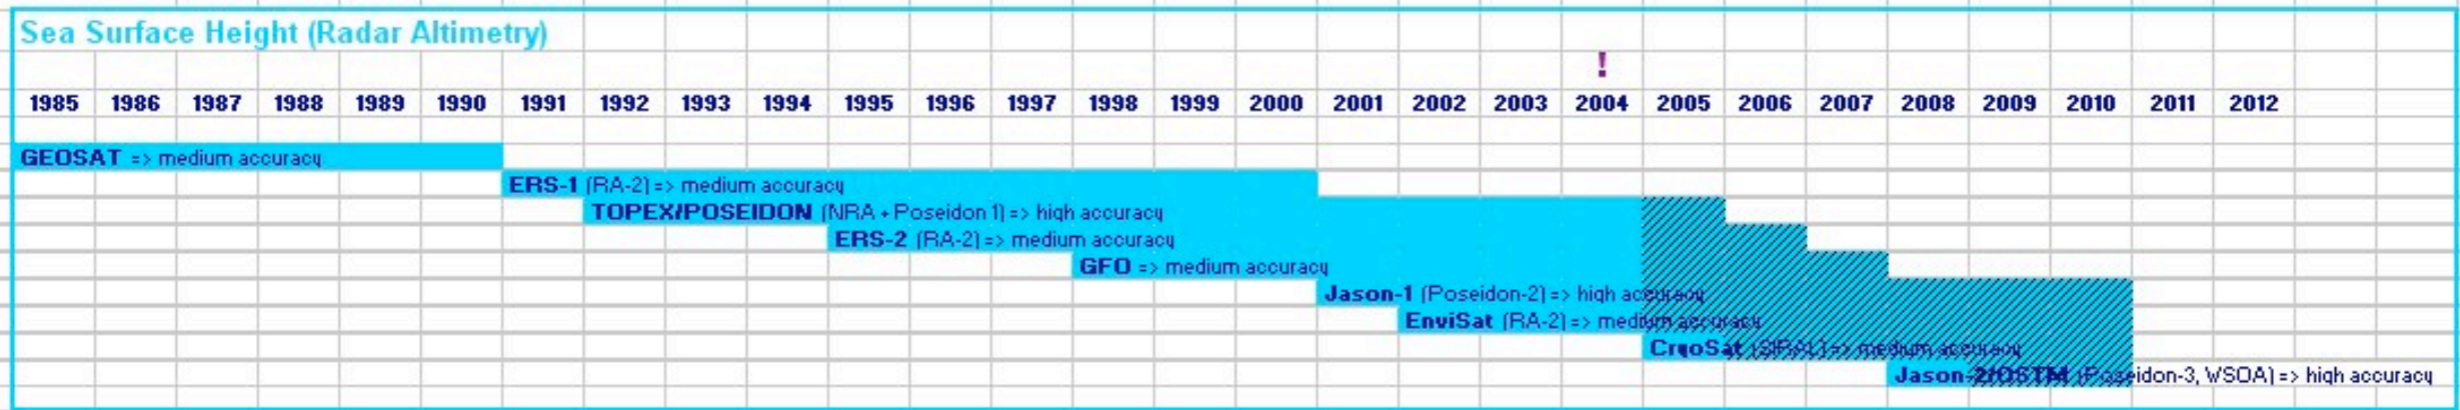 Sea Surface Height (Radar Altimetry)
!
1985 1986 1987 1988 1989 1990 1991 1992 1993 1994 1995 1996 1997 1998 1999 2000 2001 2002 2003 2004 2005 2006 2007 2008 2009 2010 2011 2012
GEOSAT => medium accuracy
ERS-1 (RA-2) => medium accuracy
TOPEX/POSEIDON (NRA + Poseidon 1) => high accuracy
ERS-2 (RA-2) => medium accuracy
GFO => medium accuracy
Jason-1 (Poseidon-2) => high accuracy
EnviSat (RA-2) => medium accuracy
CryoSat (SIRAL) => medium accuracy
Jason-2/OSTM (Poseidon-3, WSOA) => high accuracy